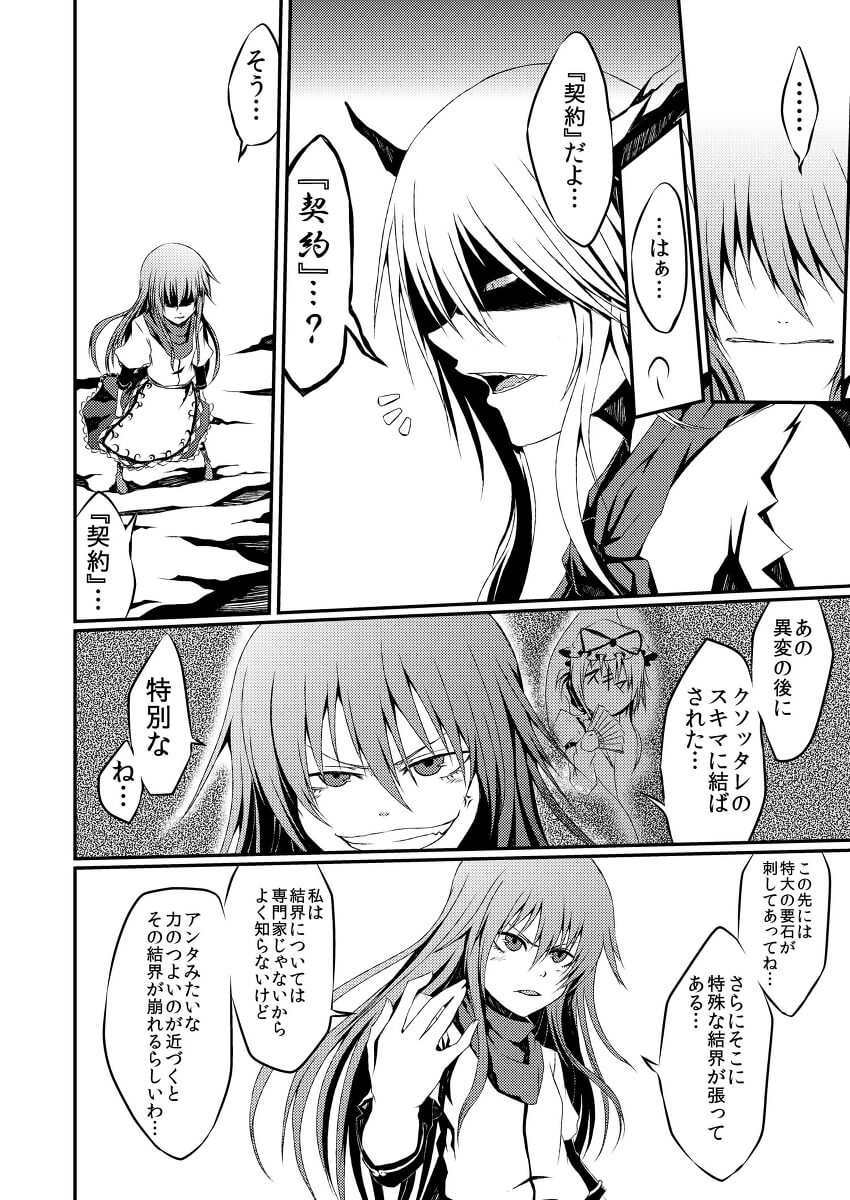 ……
…はぁ…
『契約』だよ…
『契約』…?
そう…
『契約』…
あの
異変の後に
クソッタレの
スキマに結ば
された…
スキマ
特別な
ね…
この先には
特大の要石が
刺してあってね…
さらにそこに
特殊な結界が張って
ある…
私は
結界については
専門家じゃないから
よく知らないけど
アンタみたいな
力のつよいのが近づくと
その結界が崩れるらしいわ…